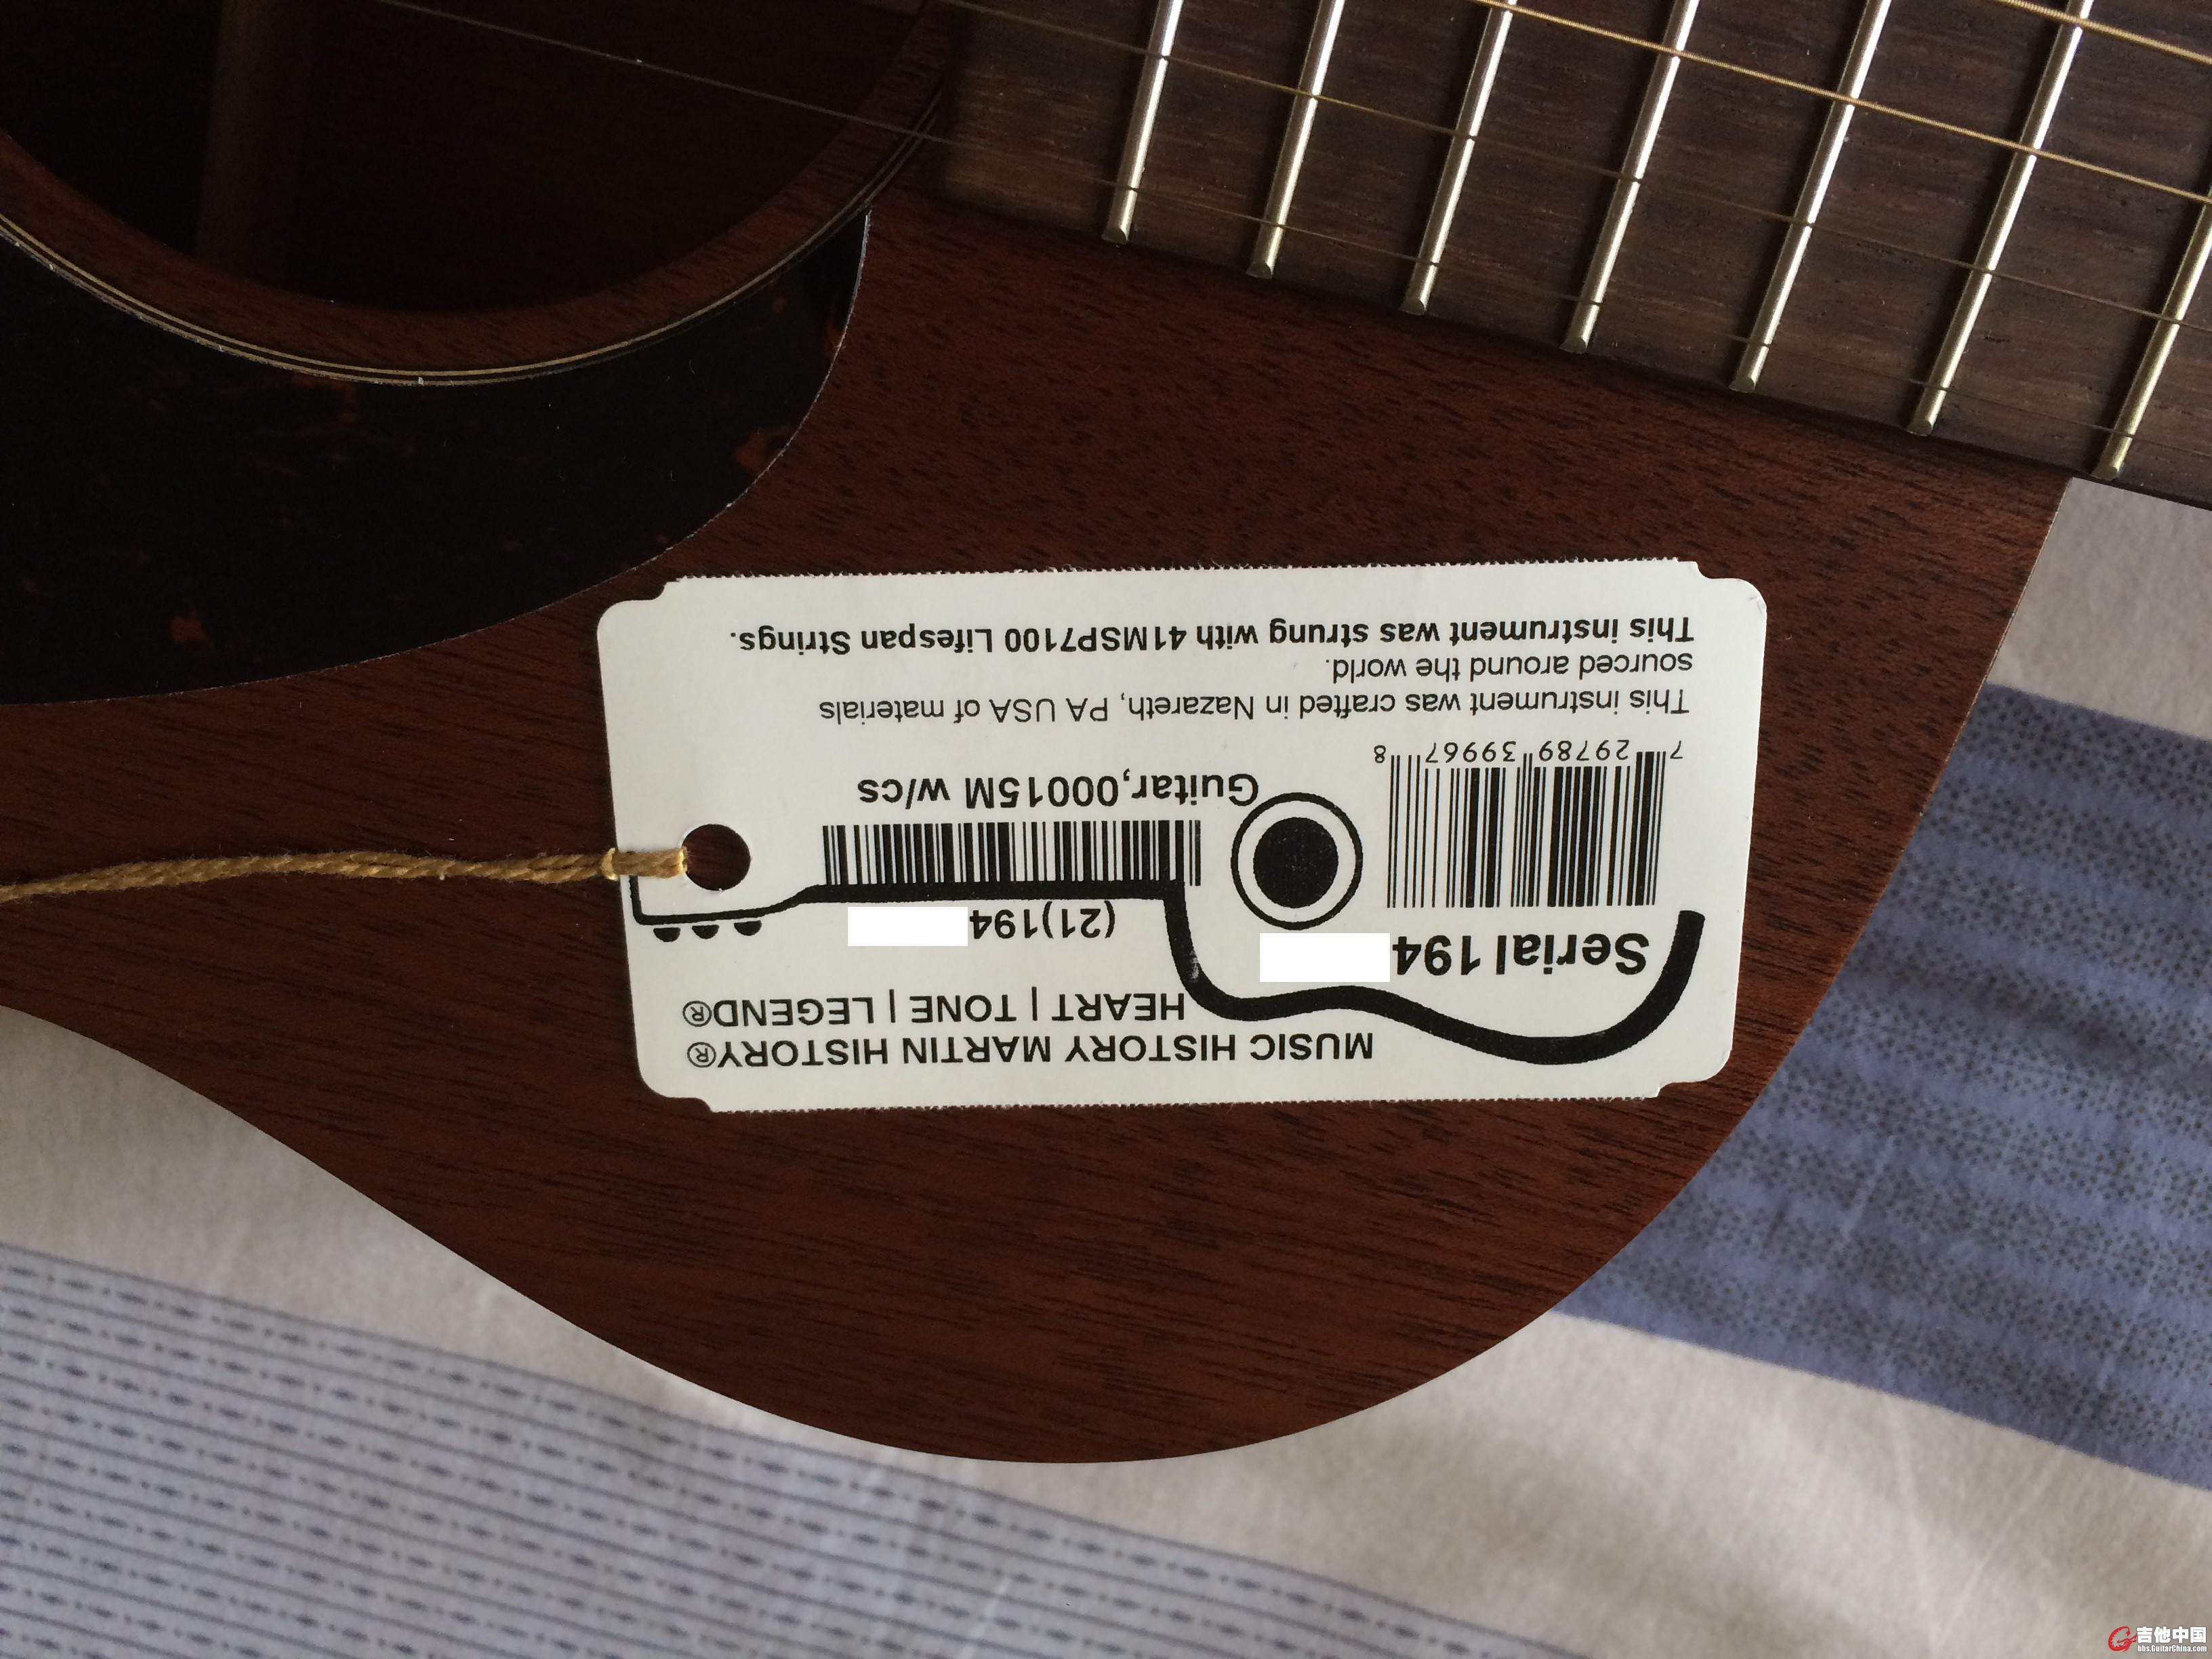 MUSIC HISTORY MARTIN HISTORY®
HEART | TONE | LEGEND®
Serial 194
(21)194
Guitar,00015M w/cs
7 29789 39967 8
This instrument was crafted in Nazareth, PA USA of materials
sourced around the world.
This instrument was strung with 41MSP7100 Lifespan Strings.
吉他中国
bbs.GuitarChina.com